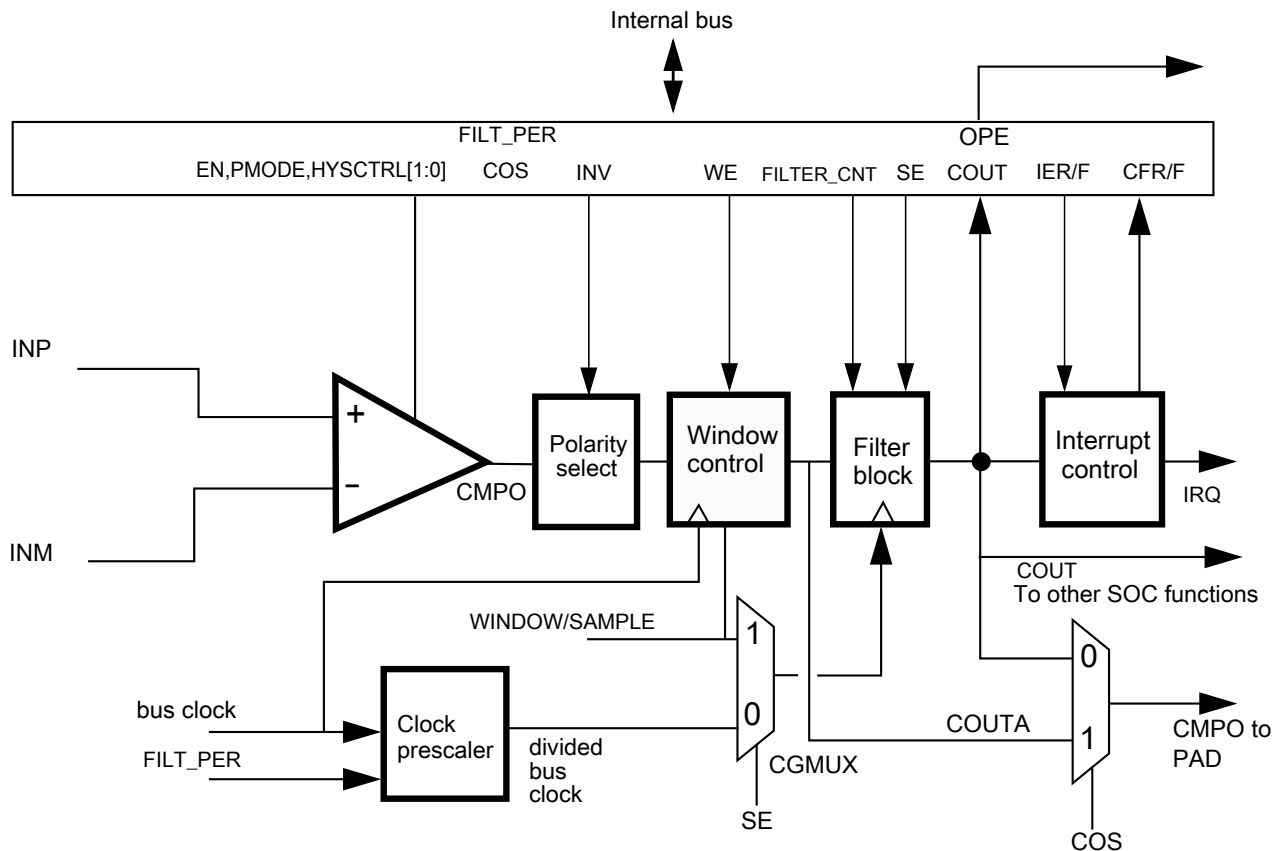 Internal bus
FILT_PER
OPE
EN,PMODE,HYSCTRL[1:0]
COS
INV
WE
FILTER_CNT
SE
COUT
IER/F
CFR/F
INP
+
−
INM
CMPO
Polarity
select
Window
control
Filter
block
Interrupt
control
IRQ
COUT
To other SOC functions
WINDOW/SAMPLE
1
0
CGMUX
SE
bus clock
FILT_PER
Clock
prescaler
divided
bus
clock
COUTA
0
1
CMPO to
PAD
COS